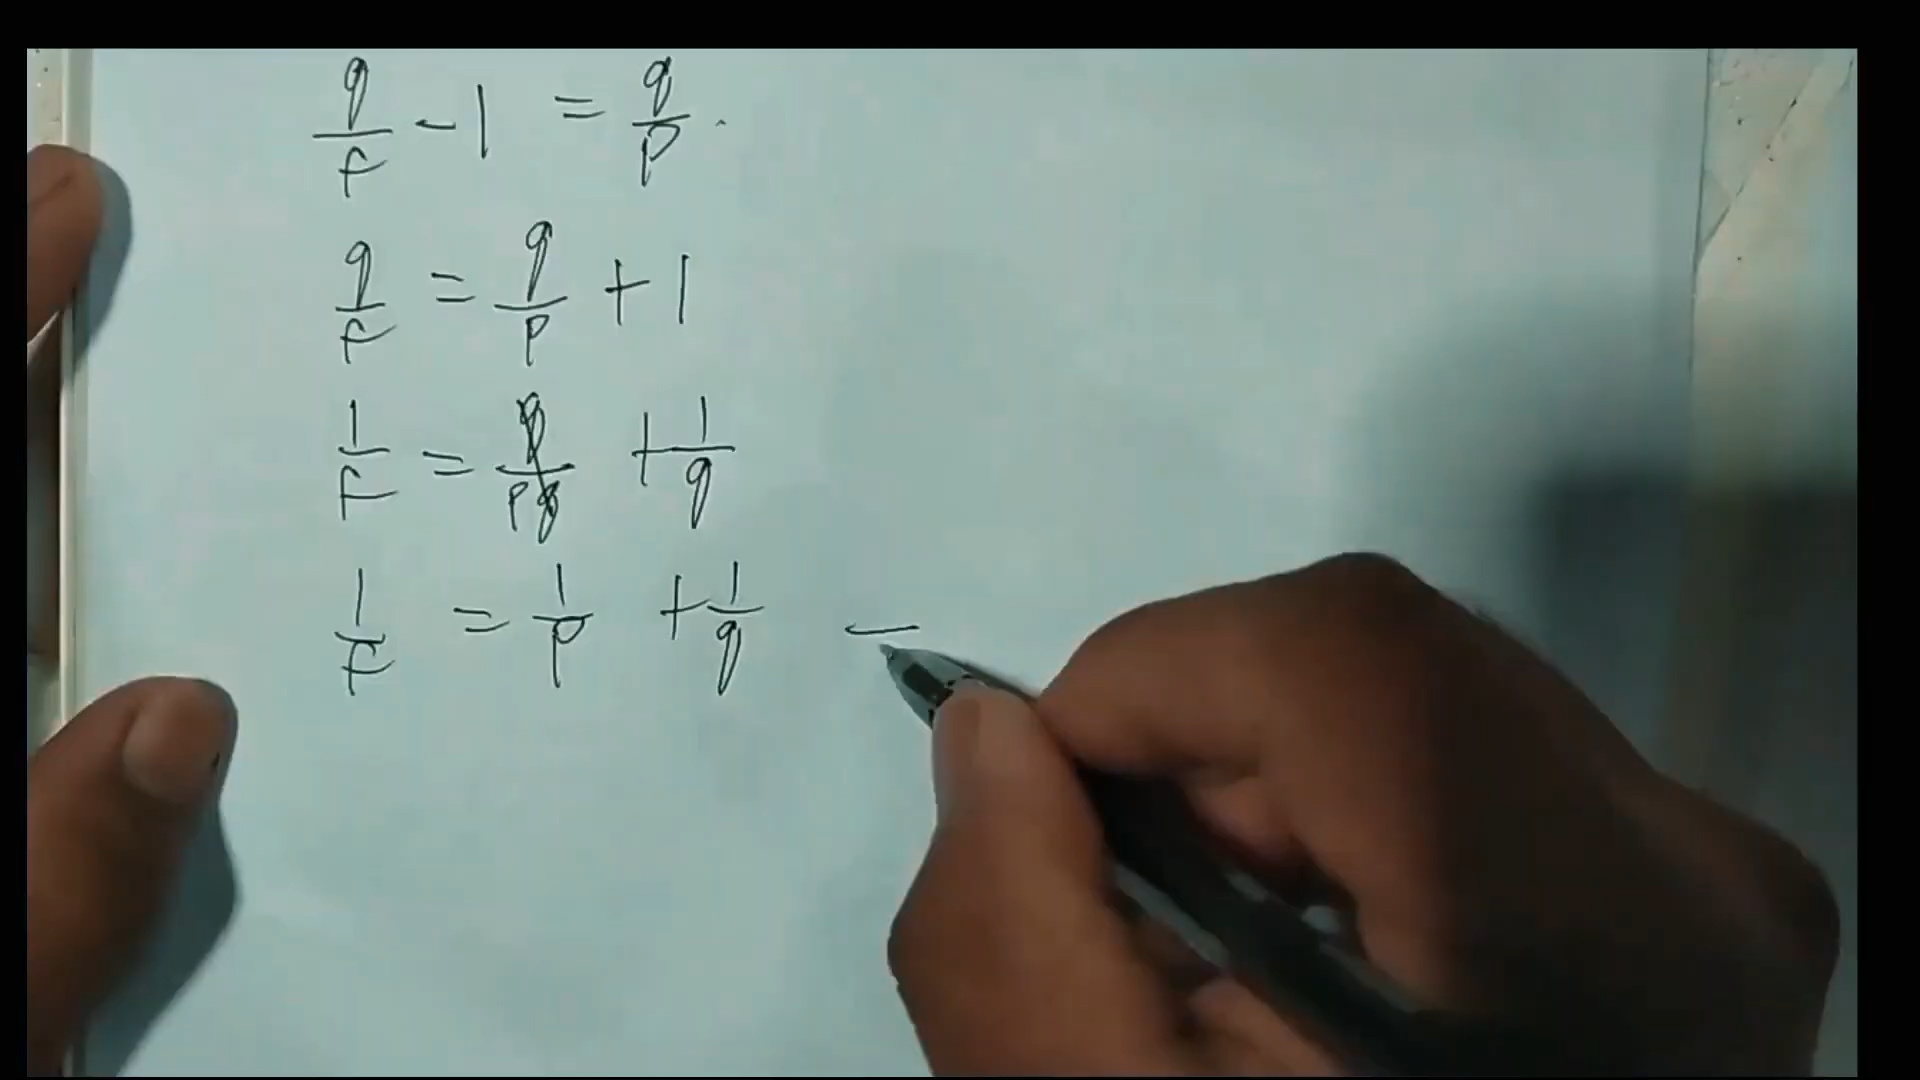 q/f - 1 = q/p.
q/f = q/p + 1
1/f = q/pq + 1/q
1/f = 1/p + 1/q —